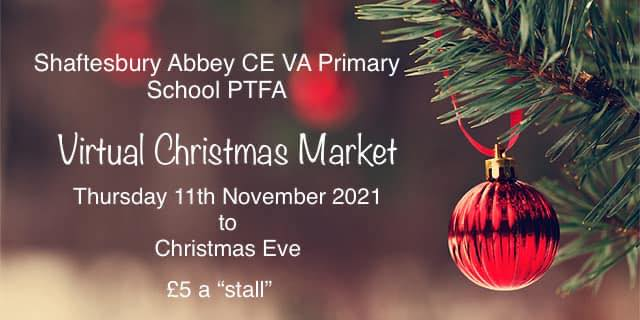 Shaftesbury Abbey CE VA Primary
School PTFA
Virtual Christmas Market
Thursday 11th November 2021
to
Christmas Eve
£5 a “stall”